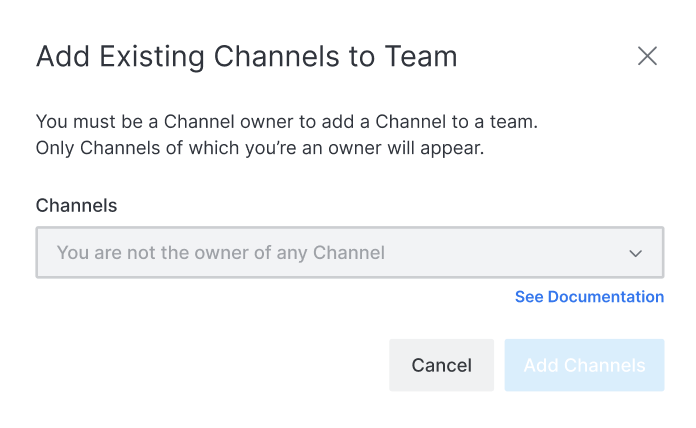 Add Existing Channels to Team
You must be a Channel owner to add a Channel to a team.
Only Channels of which you’re an owner will appear.
Channels
You are not the owner of any Channel
See Documentation
Cancel
Add Channels